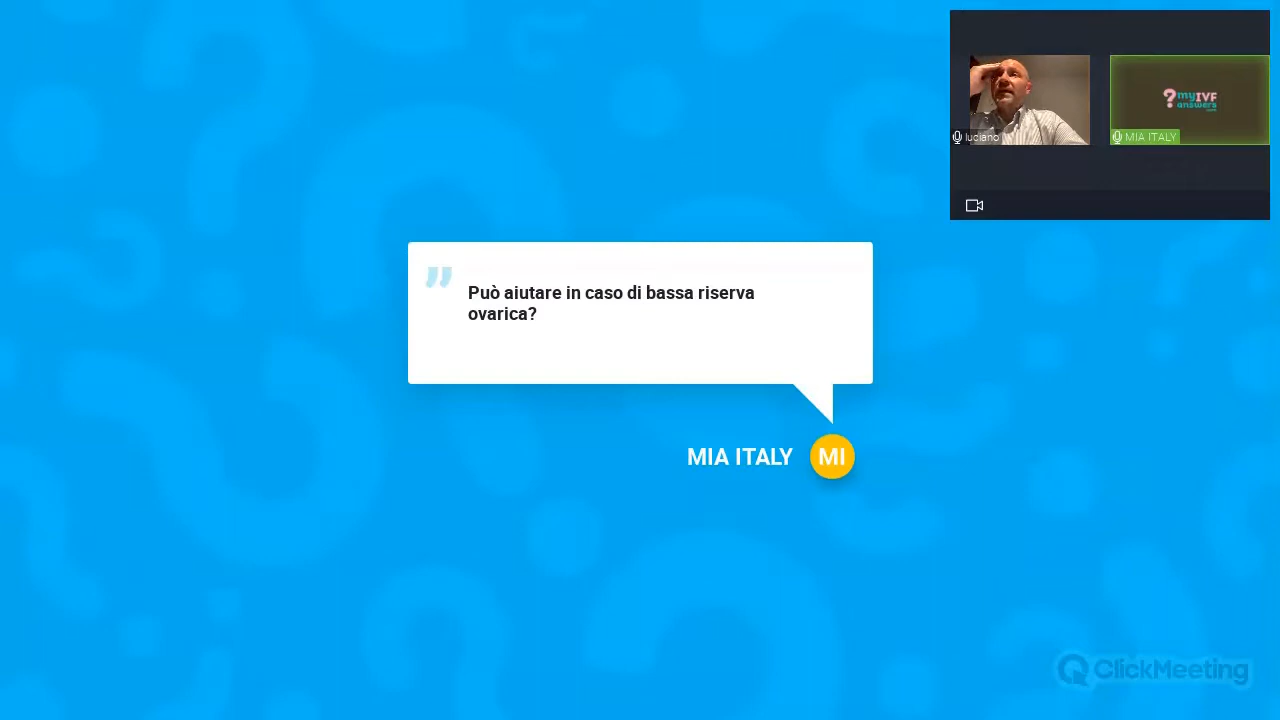 ?myIVF
answers
luciano
MIA ITALY
Può aiutare in caso di bassa riserva
ovarica?
MIA ITALY
MI
ClickMeeting